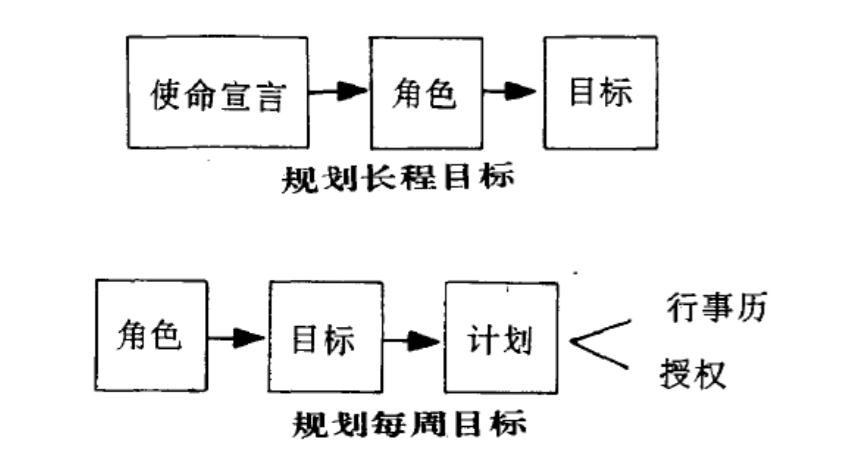 使命宣言 角色 目标
规划长程目标
行事历
角色 目标 计划
授权
规划每周目标